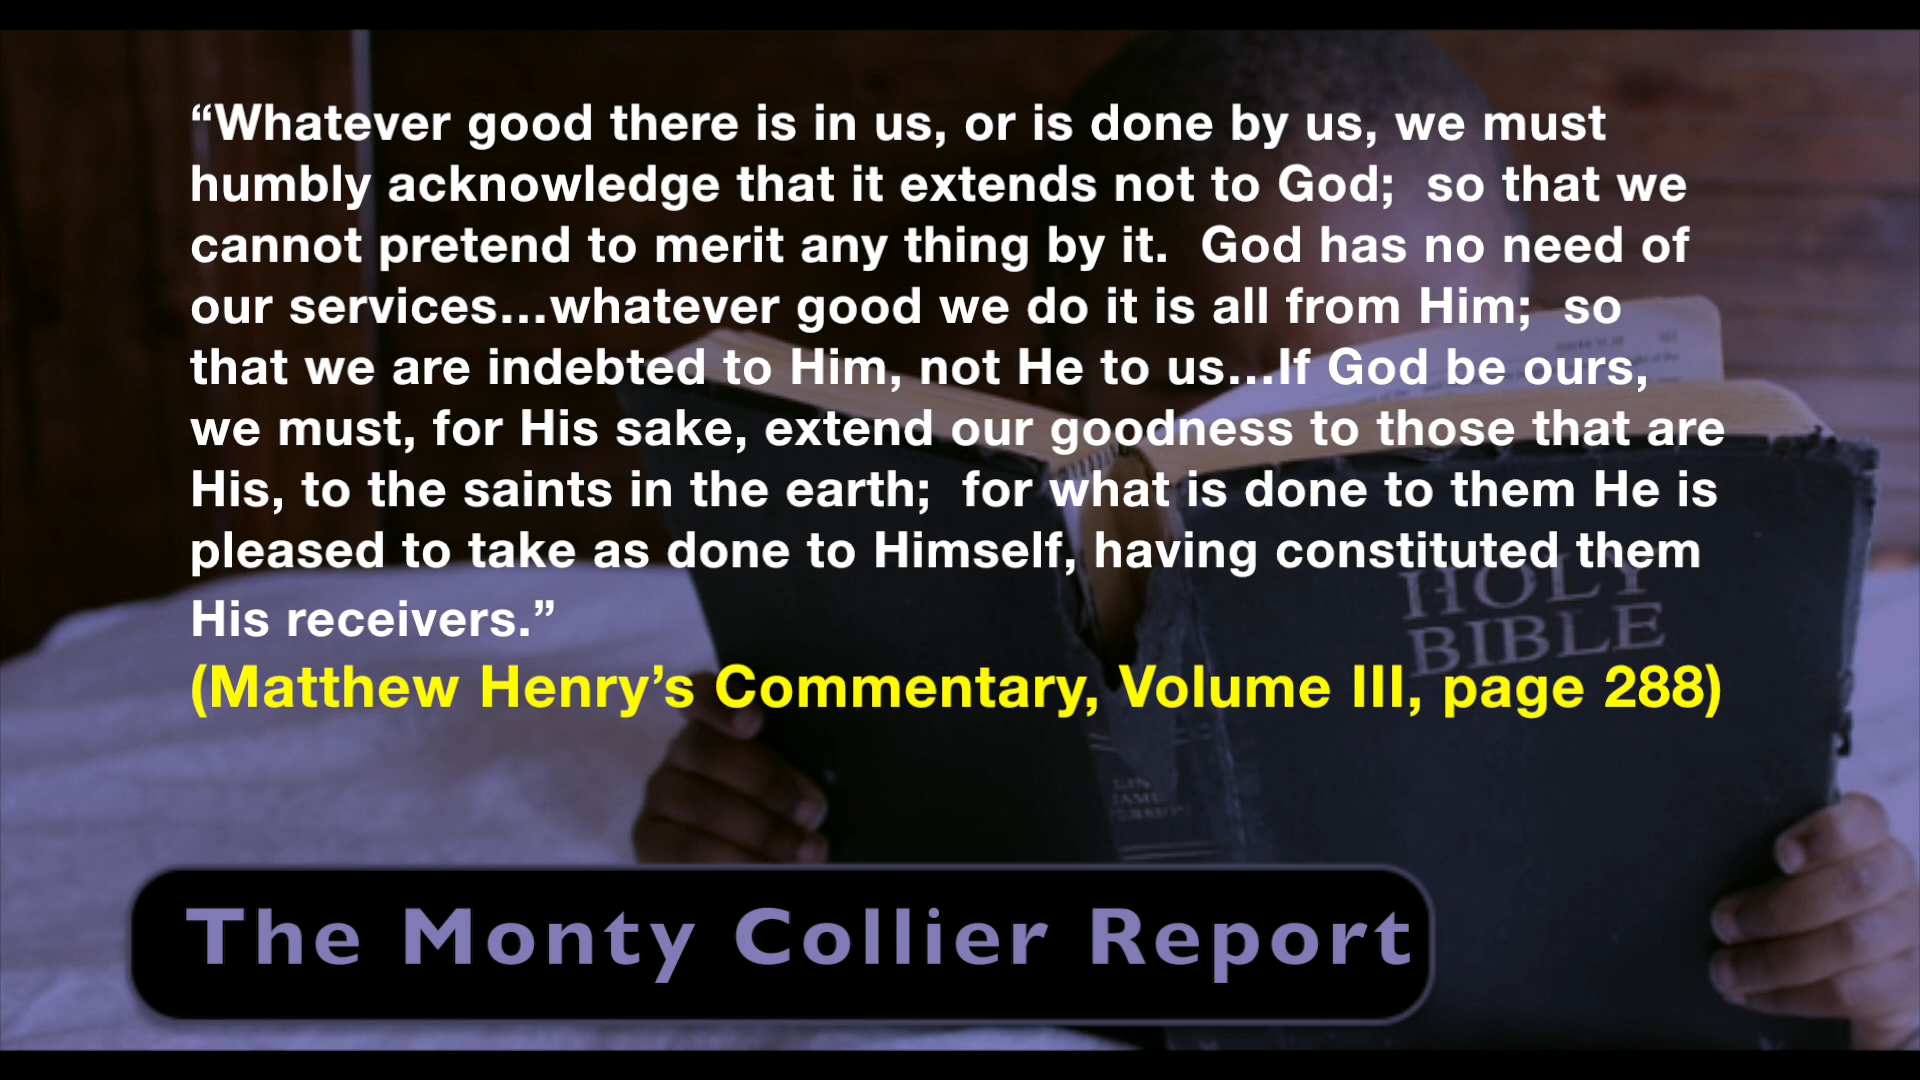 “Whatever good there is in us, or is done by us, we must
humbly acknowledge that it extends not to God;  so that we
cannot pretend to merit any thing by it.  God has no need of
our services...whatever good we do it is all from Him;  so
that we are indebted to Him, not He to us...If God be ours,
we must, for His sake, extend our goodness to those that are
His, to the saints in the earth;  for what is done to them He is
pleased to take as done to Himself, having constituted them
His receivers.”
(Matthew Henry’s Commentary, Volume III, page 288)
HOLY
BIBLE
The Monty Collier Report